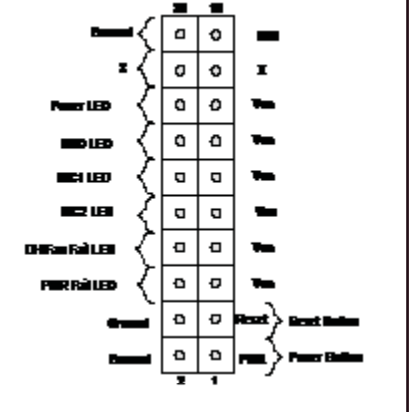 20 19
Ground NMI
X X
Power LED Vcc
HDD LED Vcc
NIC1 LED Vcc
NIC2 LED Vcc
OH/Fan Fail LED Vcc
PWR Fail LED Vcc
Ground Reset Reset Button
Ground PWR Power Button
2 1